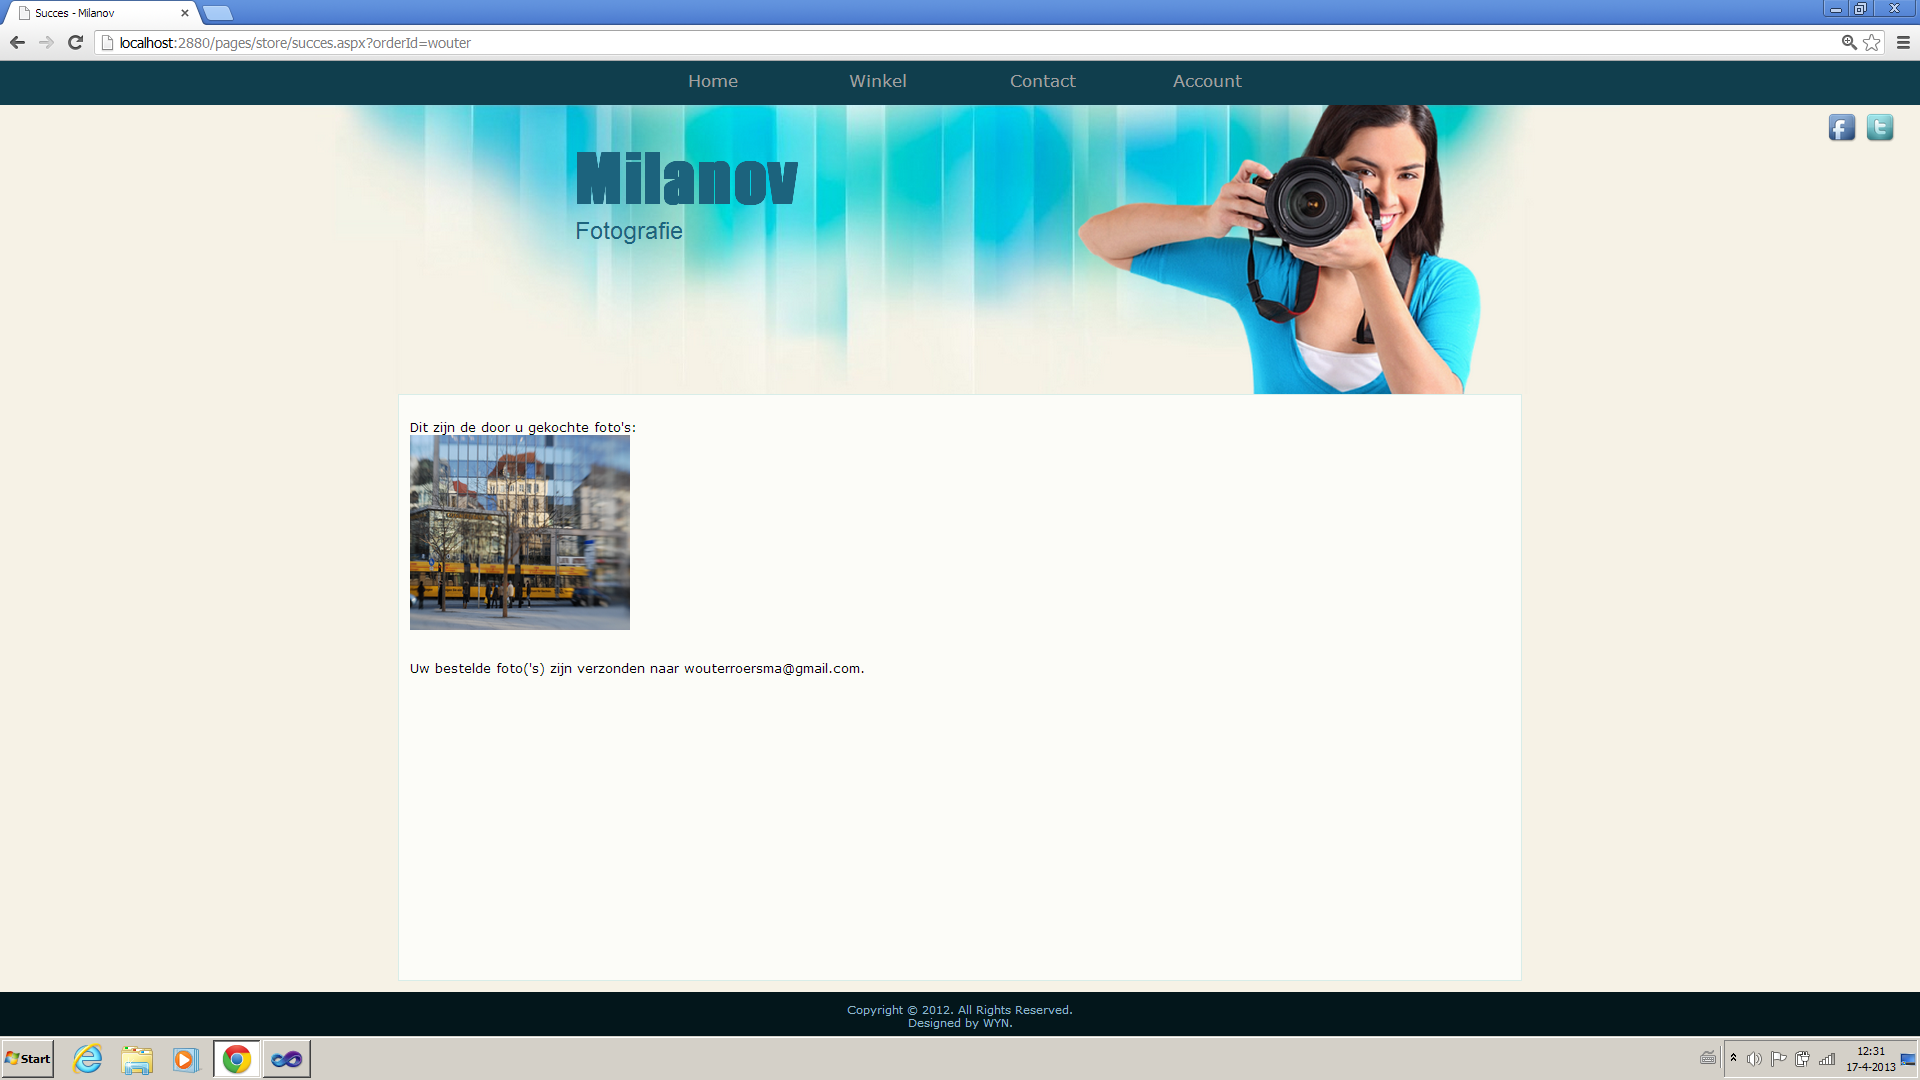 Succes - Milanov
localhost:2880/pages/store/succes.aspx?orderId=wouter
Home Winkel Contact Account
Milanov
Fotografie
Dit zijn de door u gekochte foto's:
Uw bestelde foto('s) zijn verzonden naar wouterroersma@gmail.com.
Copyright © 2012. All Rights Reserved.
Designed by WYN.
Start
12:31
17-4-2013